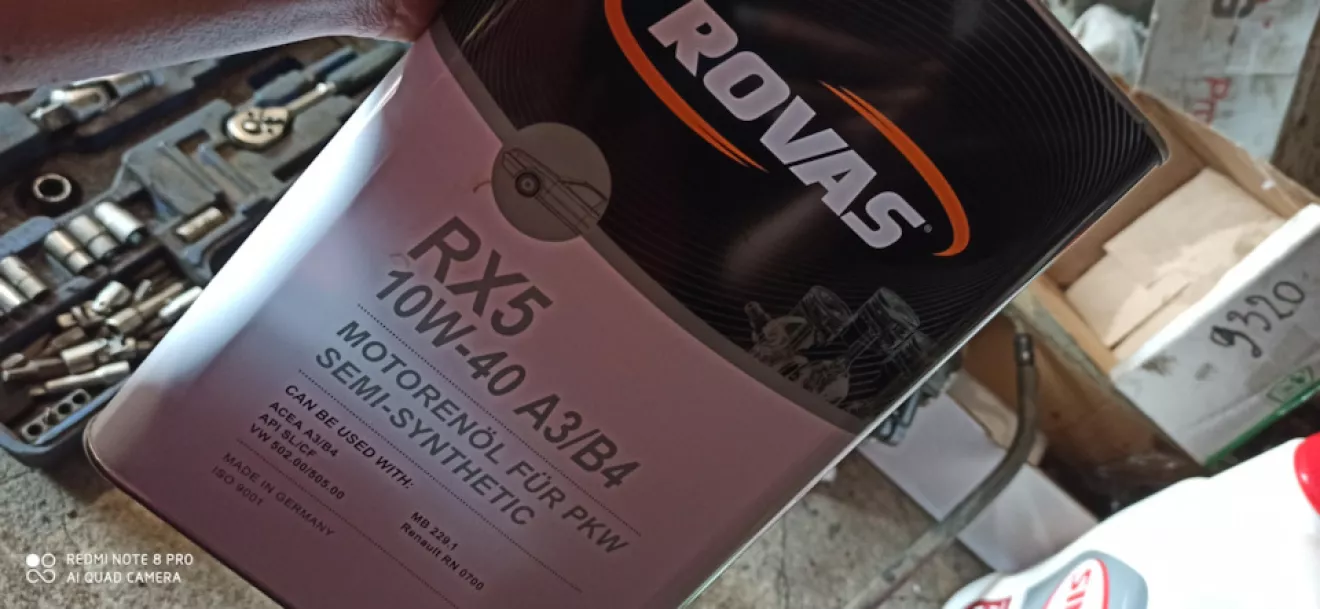 ROVAS®
RX5
10W-40 A3/B4
MOTORENÖL FÜR PKW
SEMI-SYNTHETIC
CAN BE USED WITH:
ACEA A3/B4
API SL/CF
VW 502.00/505.00
MB 229.1
Renault RN 0700
MADE IN GERMANY
ISO 9001
9320
REDMI NOTE 8 PRO
AI QUAD CAMERA